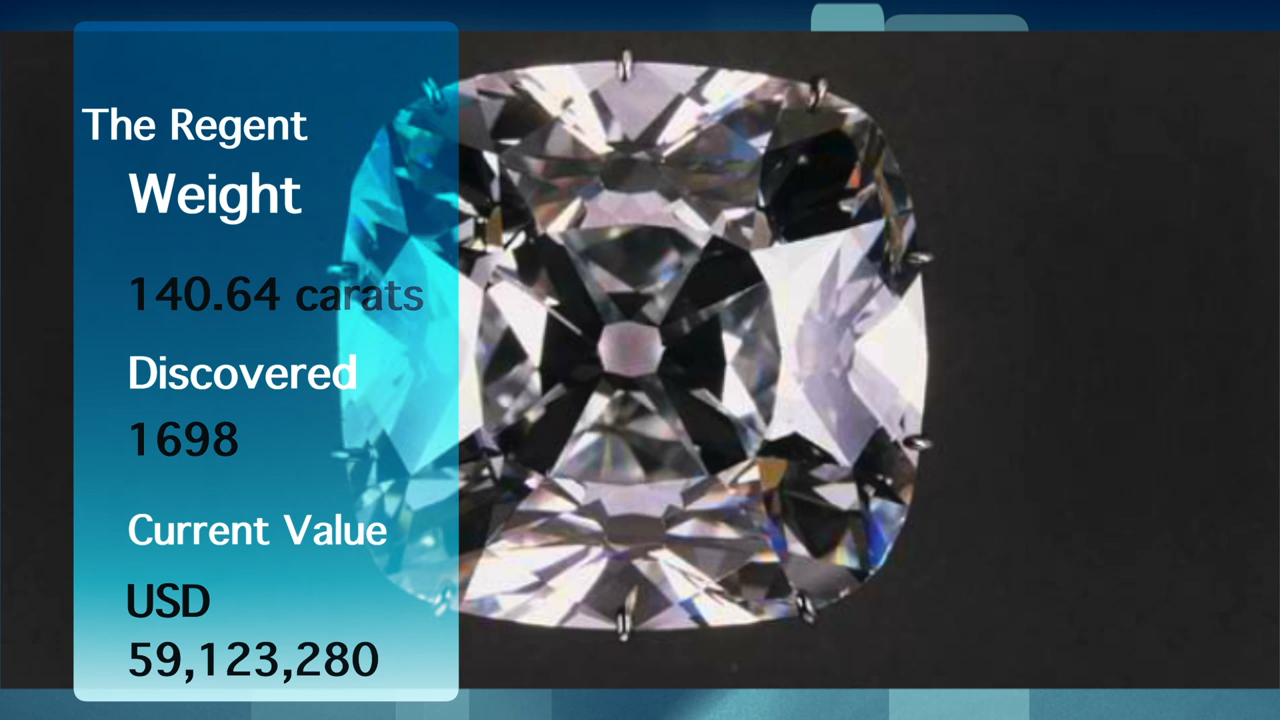 The Regent
Weight
140.64 carats
Discovered
1698
Current Value
USD
59,123,280